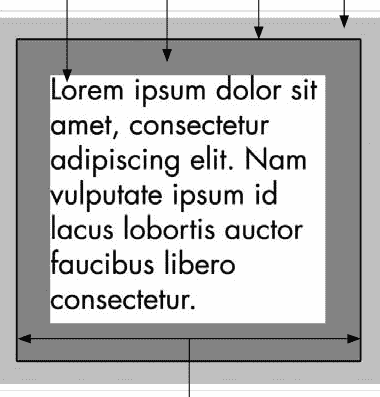 Lorem ipsum dolor sit
amet, consectetur
adipiscing elit. Nam
vulputate ipsum id
lacus lobortis auctor
faucibus libero
consectetur.